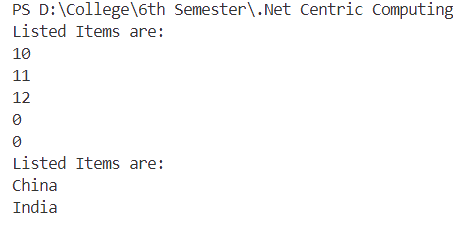 PS D:\College\6th Semester\.Net Centric Computing
Listed Items are:
10
11
12
0
0
Listed Items are:
China
India